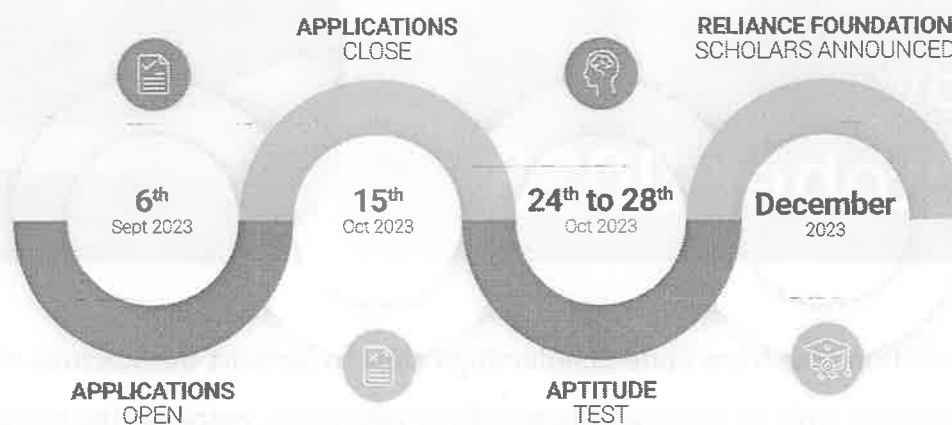 APPLICATIONS
CLOSE
RELIANCE FOUNDATION
SCHOLARS ANNOUNCED
6th
Sept 2023
15th
Oct 2023
24th to 28th
Oct 2023
December
2023
APPLICATIONS
OPEN
APTITUDE
TEST